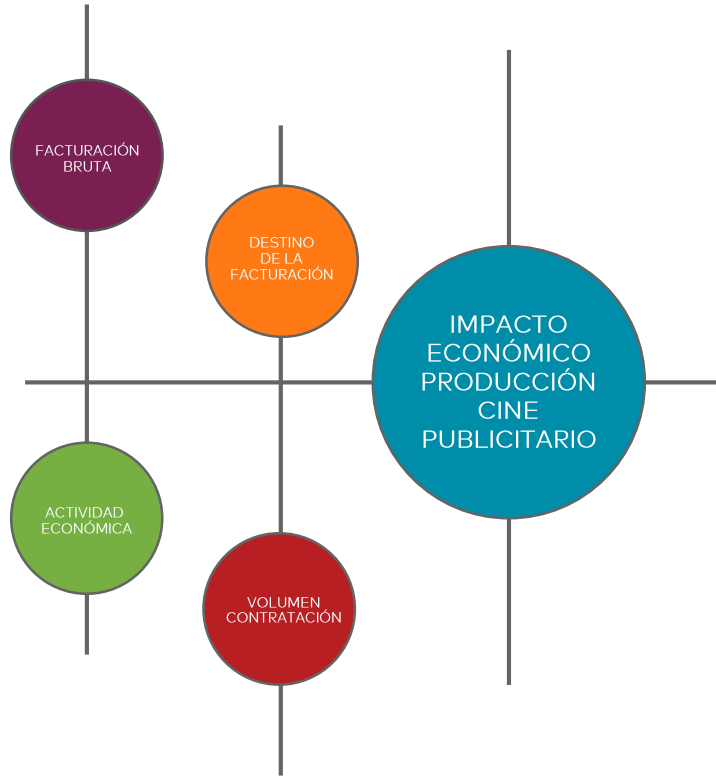 FACTURACIÓN
BRUTA
DESTINO
DE LA
FACTURACIÓN
IMPACTO
ECONÓMICO
PRODUCCIÓN
CINE
PUBLICITARIO
ACTIVIDAD
ECONÓMICA
VOLUMEN
CONTRATACIÓN